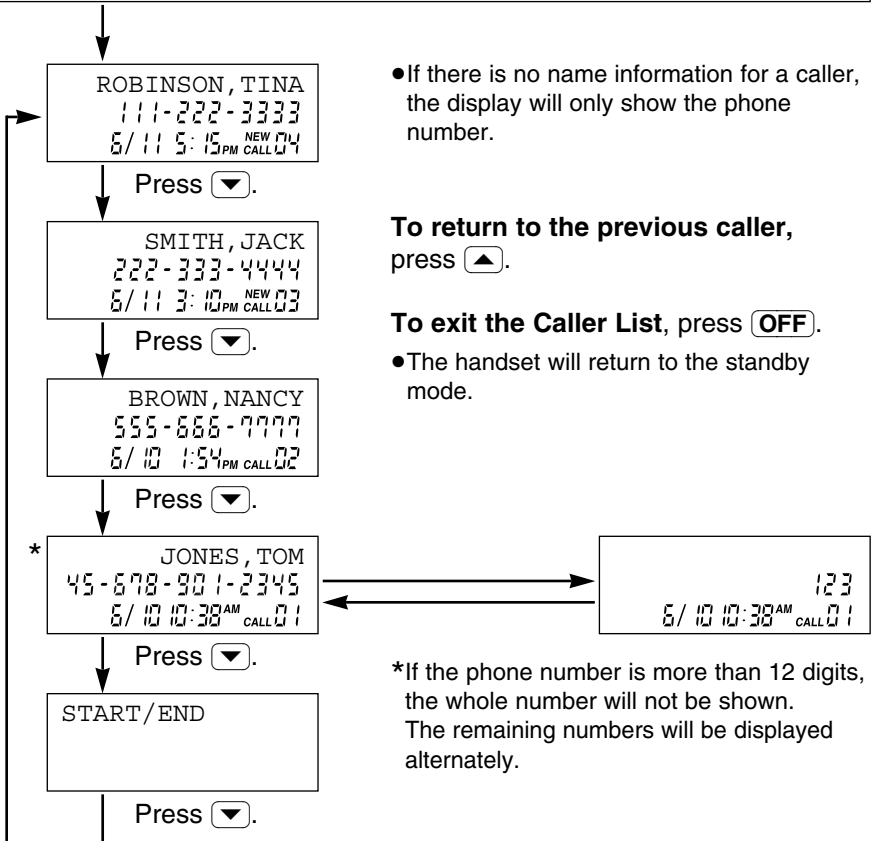 ROBINSON,TINA
111-222-3333
6/11 5:15PM NEW CALL 04
Press ▼.
SMITH,JACK
222-333-4444
6/11 3:10PM NEW CALL 03
Press ▼.
BROWN,NANCY
555-666-7777
6/10 1:54PM CALL 02
Press ▼.
* JONES,TOM
45-678-901-2345
6/10 10:38AM CALL 01
Press ▼.
START/END
Press ▼.
●If there is no name information for a caller,
the display will only show the phone
number.
To return to the previous caller,
press ▲.
To exit the Caller List, press OFF.
●The handset will return to the standby
mode.
123
6/10 10:38AM CALL 01
*If the phone number is more than 12 digits,
the whole number will not be shown.
The remaining numbers will be displayed
alternately.